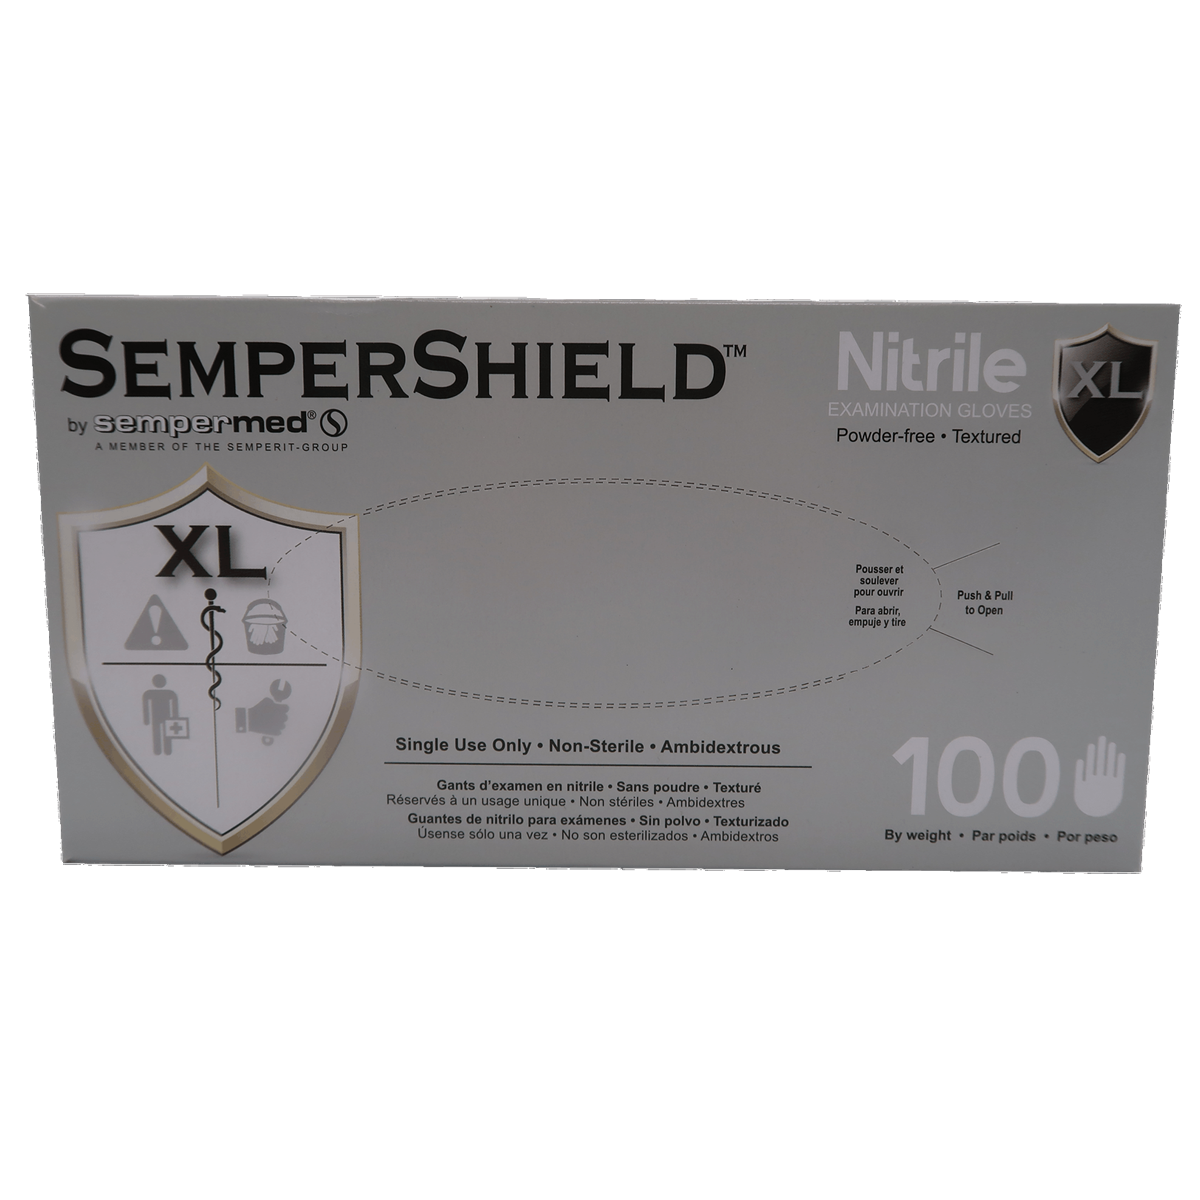 SEMPERSHIELD™
by sempermed®
A MEMBER OF THE SEMPERIT-GROUP
Nitrile
EXAMINATION GLOVES
Powder-free • Textured
XL
XL
Pousser et
soulever
pour ouvrir
Para abrir,
empuje y tire
Push & Pull
to Open
Single Use Only • Non-Sterile • Ambidextrous
Gants d'examen en nitrile • Sans poudre • Texturé
Réservés à un usage unique • Non stériles • Ambidextres
Guantes de nitrilo para exámenes • Sin polvo • Texturizado
Úsense sólo una vez • No son esterilizados • Ambidextros
100
By weight • Par poids • Por peso